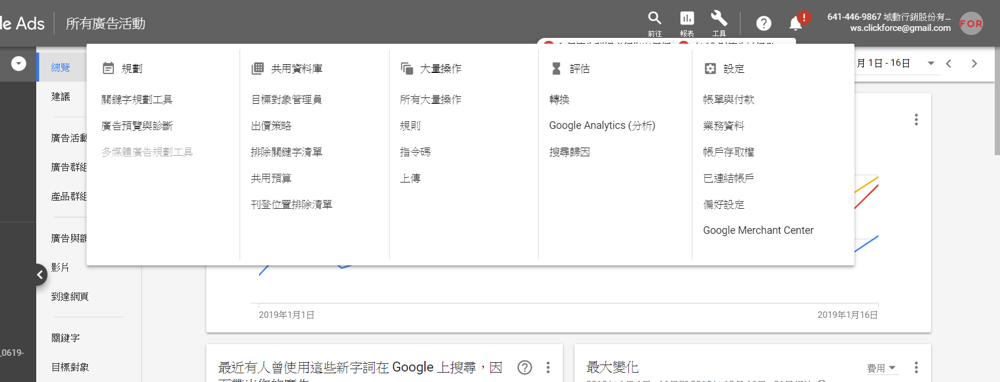 le Ads
所有廣告活動
前往
報表
工具
641-446-9867 域動行銷股份有...
ws.clickforce@gmail.com
FOR
總覽
建議
廣告活動
廣告群組
產品群組
廣告與額
影片
到達網頁
關鍵字
目標對象
_0619-
規劃
關鍵字規劃工具
廣告預覽與診斷
多媒體廣告規劃工具
共用資料庫
目標對象管理員
出價策略
排除關鍵字清單
共用預算
刊登位置排除清單
大量操作
所有大量操作
規則
指令碼
上傳
評估
轉換
Google Analytics (分析)
搜尋歸因
設定
帳單與付款
業務資料
帳戶存取權
已連結帳戶
偏好設定
Google Merchant Center
月 1日 - 16日
2019年1月1日
2019年1月16日
最近有人曾使用這些新字詞在 Google 上搜尋，因
最大變化
費用